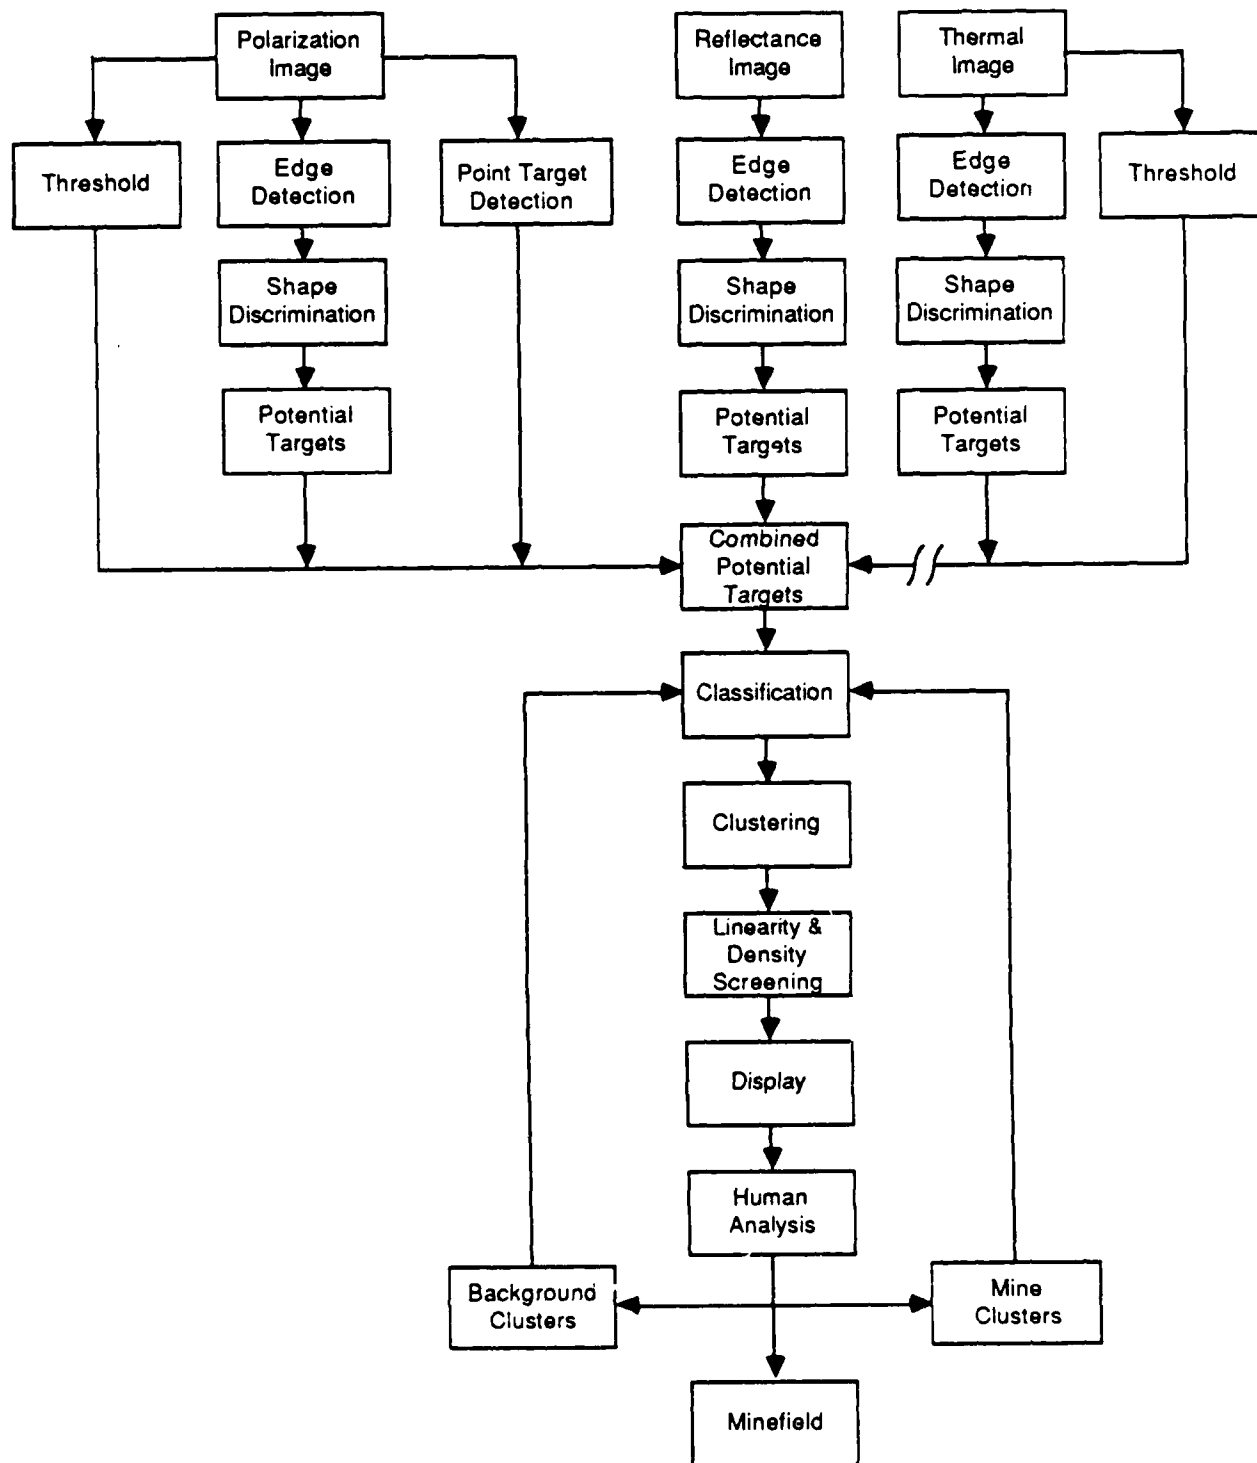 Polarization
Image
Reflectance
Image
Thermal
Image
Threshold
Edge
Detection
Point Target
Detection
Edge
Detection
Edge
Detection
Threshold
Shape
Discrimination
Shape
Discrimination
Shape
Discrimination
Potential
Targets
Potential
Targets
Potential
Targets
Combined
Potential
Targets
Classification
Clustering
Linearity &
Density
Screening
Display
Human
Analysis
Background
Clusters
Mine
Clusters
Minefield